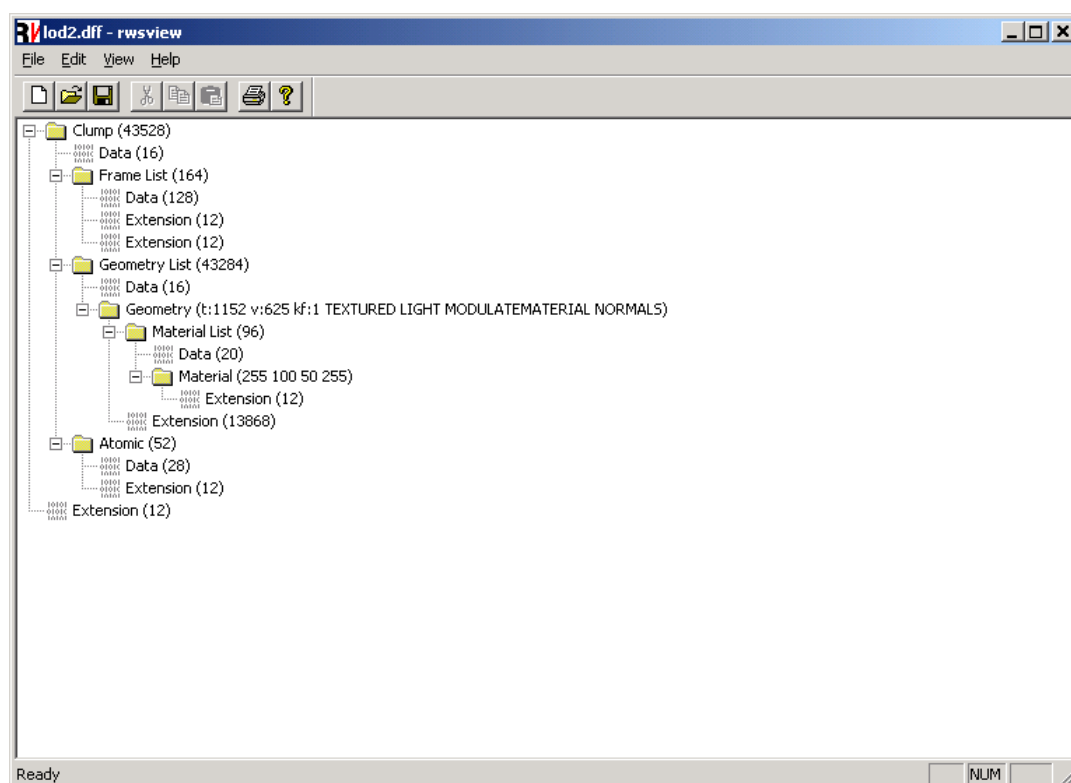 lod2.dff - rwsview
File Edit View Help
Clump (43528)
Data (16)
Frame List (164)
Data (128)
Extension (12)
Extension (12)
Geometry List (43284)
Data (16)
Geometry (t:1152 v:625 kf:1 TEXTURED LIGHT MODULATEMATERIAL NORMALS)
Material List (96)
Data (20)
Material (255 100 50 255)
Extension (12)
Extension (13868)
Atomic (52)
Data (28)
Extension (12)
Extension (12)
Ready NUM